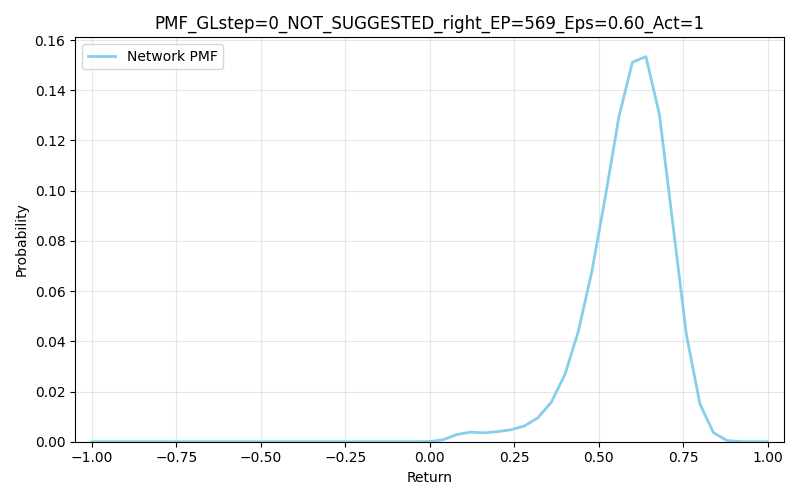 PMF_GLstep=0_NOT_SUGGESTED_right_EP=569_Eps=0.60_Act=1
Network PMF
0.16
0.14
0.12
0.10
0.08
0.06
0.04
0.02
0.00
Probability
−1.00 −0.75 −0.50 −0.25 0.00 0.25 0.50 0.75 1.00
Return